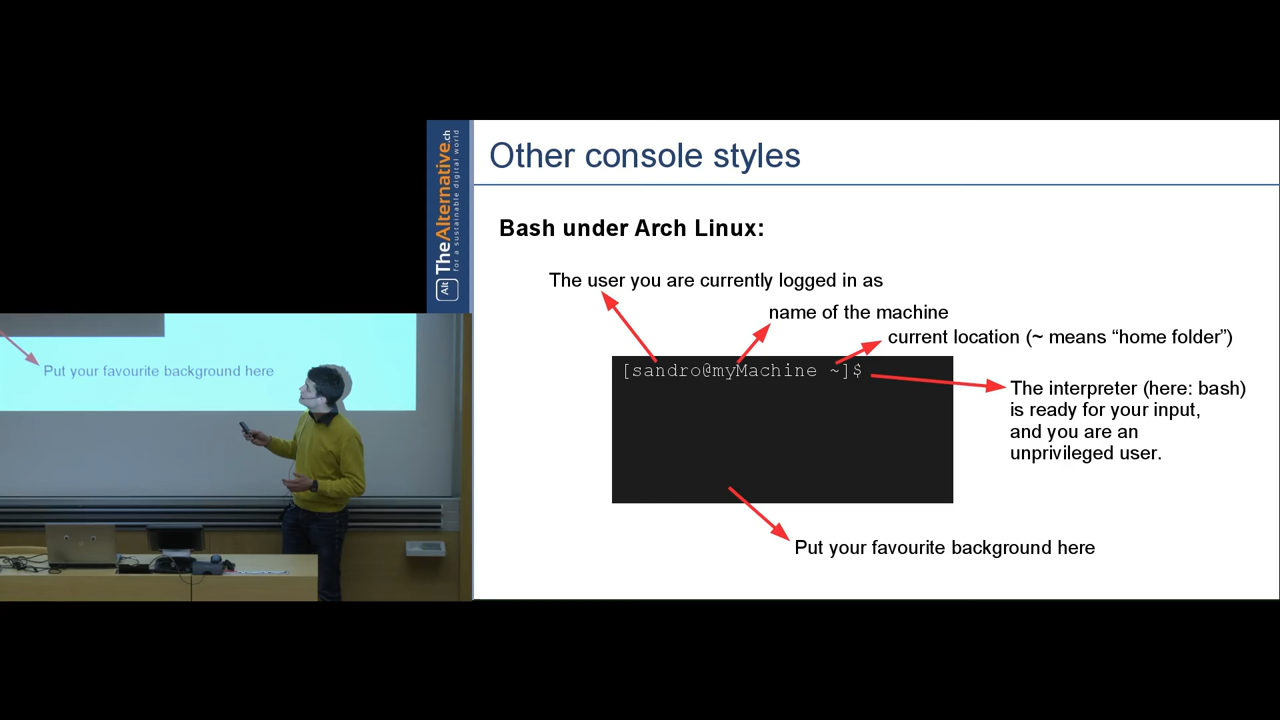 Other console styles
Bash under Arch Linux:
The user you are currently logged in as
name of the machine
current location (~ means “home folder”)
[sandro@myMachine ~]$
The interpreter (here: bash)
is ready for your input,
and you are an
unprivileged user.
Put your favourite background here
Alt TheAlternative.ch
for a sustainable digital world
Put your favourite background here